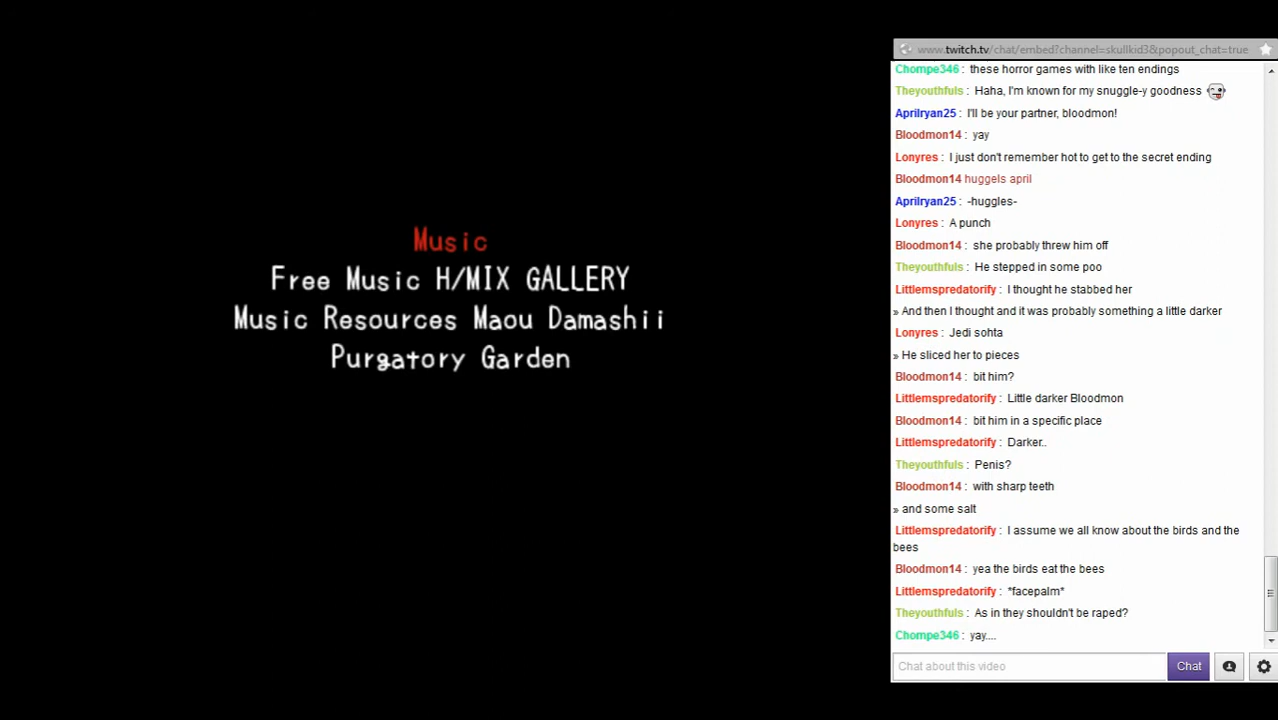 Music
Free Music H/MIX GALLERY
Music Resources Maou Damashii
Purgatory Garden
www.twitch.tv/chat/embed?channel=skullkid3&popout_chat=true
Chompe346 : these horror games with like ten endings
Theyouthfuls : Haha, I'm known for my snuggle-y goodness
Aprilryan25 : I'll be your partner, bloodmon!
Bloodmon14 : yay
Lonyres : I just don't remember hot to get to the secret ending
Bloodmon14 huggels april
Aprilryan25 : -huggles-
Lonyres : A punch
Bloodmon14 : she probably threw him off
Theyouthfuls : He stepped in some poo
Littlemspredatorify : I thought he stabbed her
» And then I thought and it was probably something a little darker
Lonyres : Jedi sohta
» He sliced her to pieces
Bloodmon14 : bit him?
Littlemspredatorify : Little darker Bloodmon
Bloodmon14 : bit him in a specific place
Littlemspredatorify : Darker..
Theyouthfuls : Penis?
Bloodmon14 : with sharp teeth
» and some salt
Littlemspredatorify : I assume we all know about the birds and the
bees
Bloodmon14 : yea the birds eat the bees
Littlemspredatorify : *facepalm*
Theyouthfuls : As in they shouldn't be raped?
Chompe346 : yay....
Chat about this video
Chat